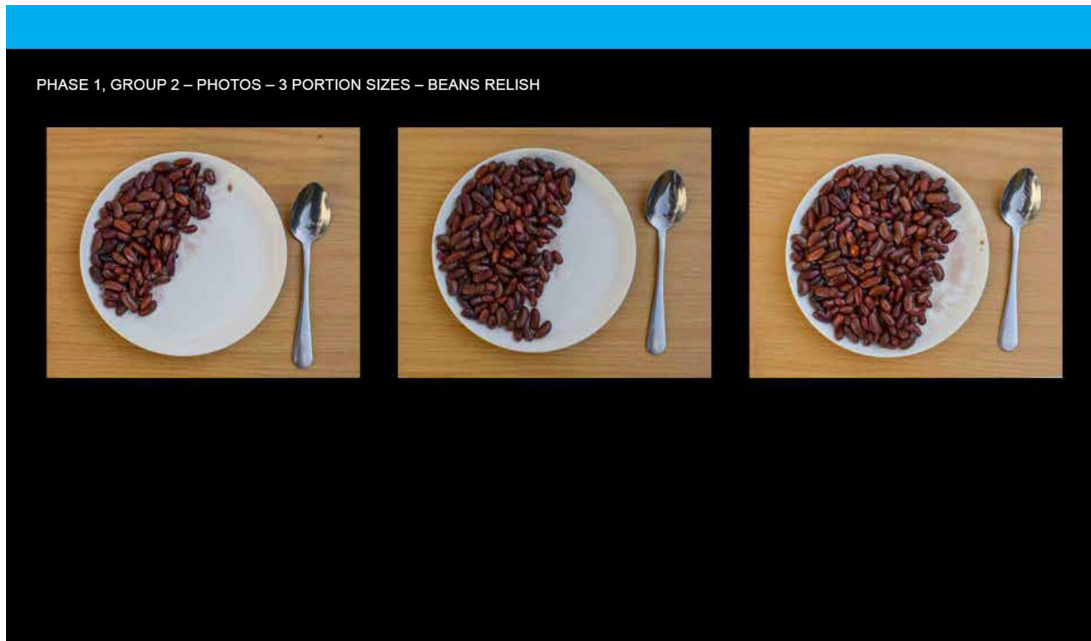 PHASE 1, GROUP 2 – PHOTOS – 3 PORTION SIZES – BEANS RELISH